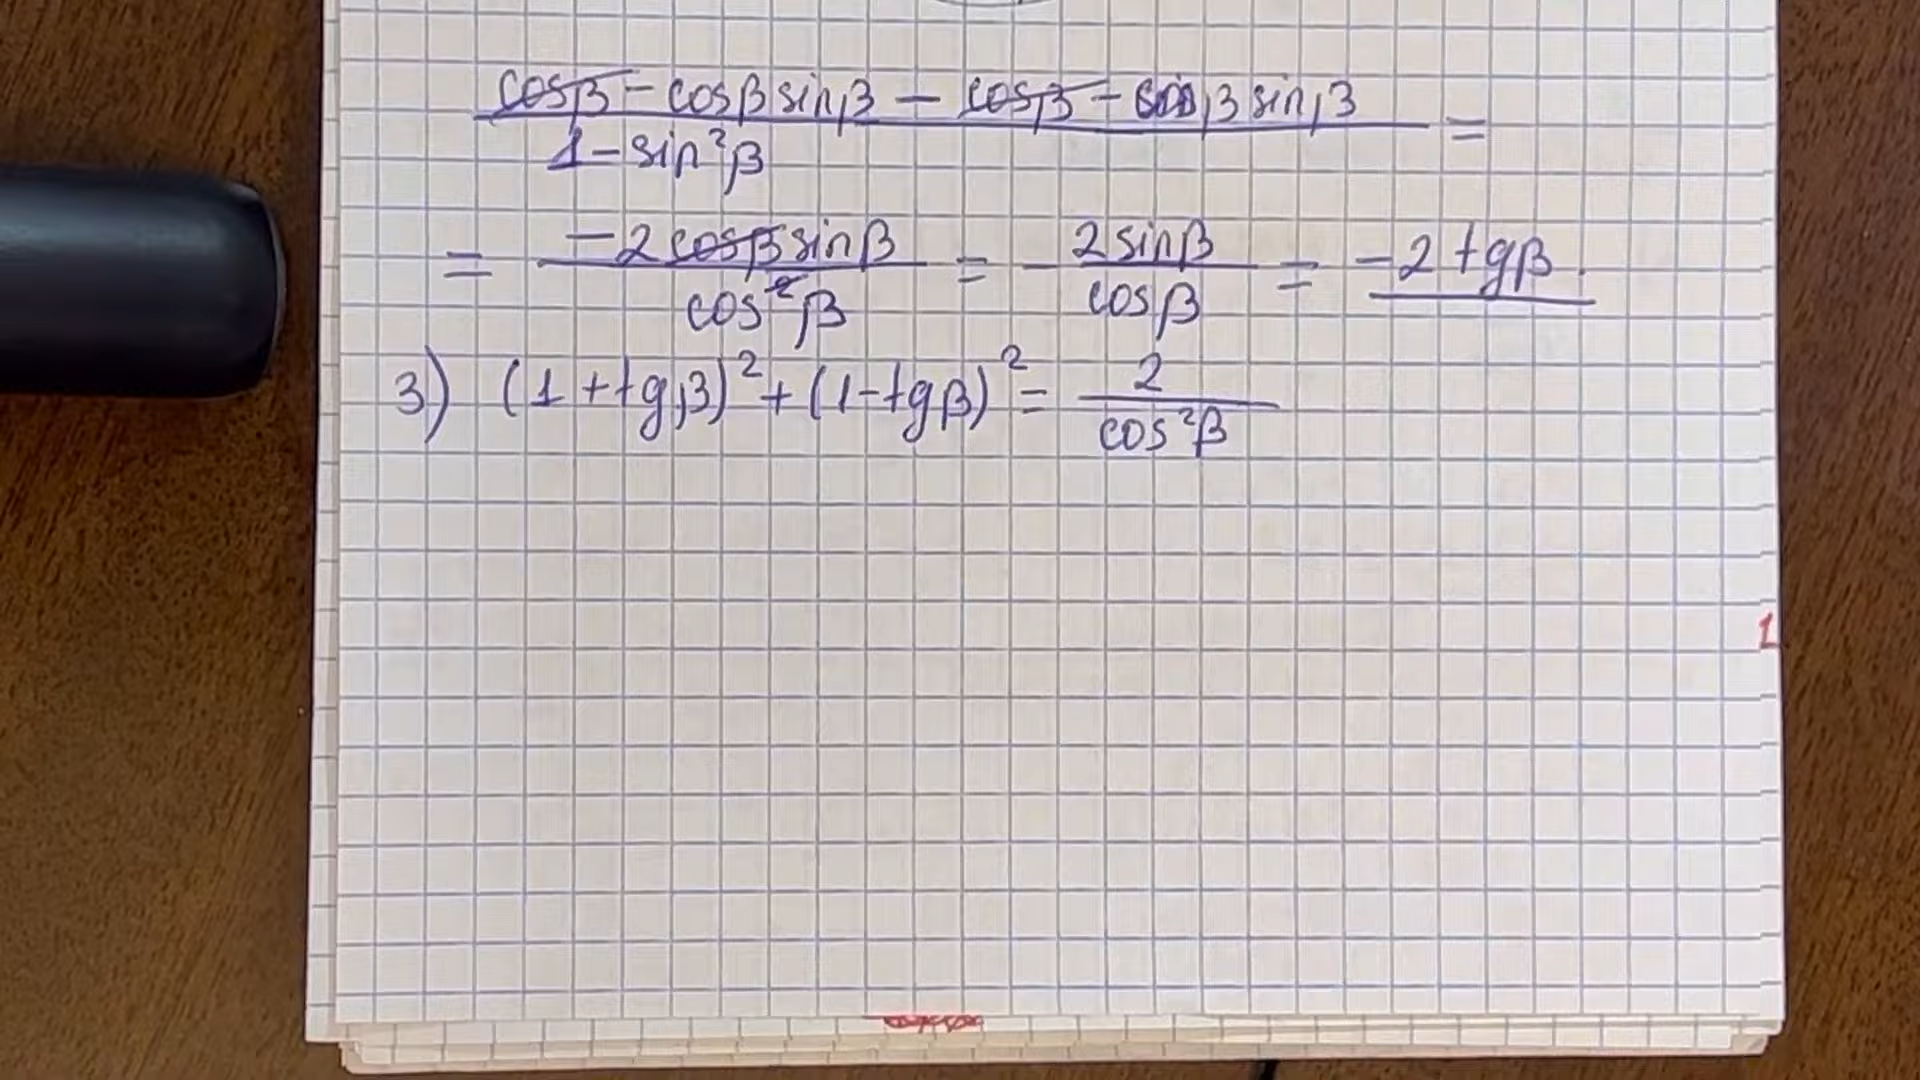 cosβ - cosβ sinβ - cosβ - cosβ sinβ =
1 - sin²β
= -2 cosβ sinβ = - 2 sinβ = -2 tgβ.
cos²β cosβ
3) (1 + tgβ)² + (1 - tgβ)² = 2
cos²β
1